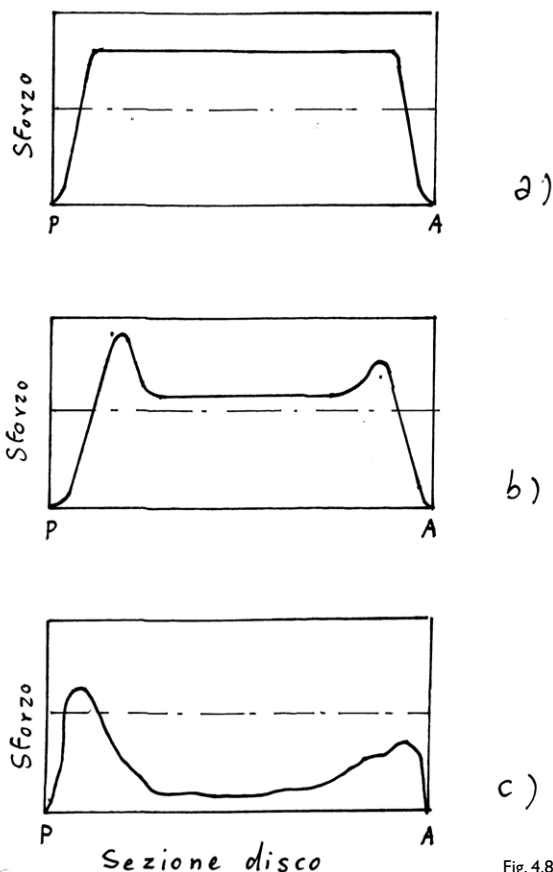 Sforzo
a)
P A
Sforzo
b)
P A
Sforzo
c)
P A
Sezione disco
Fig. 4.8